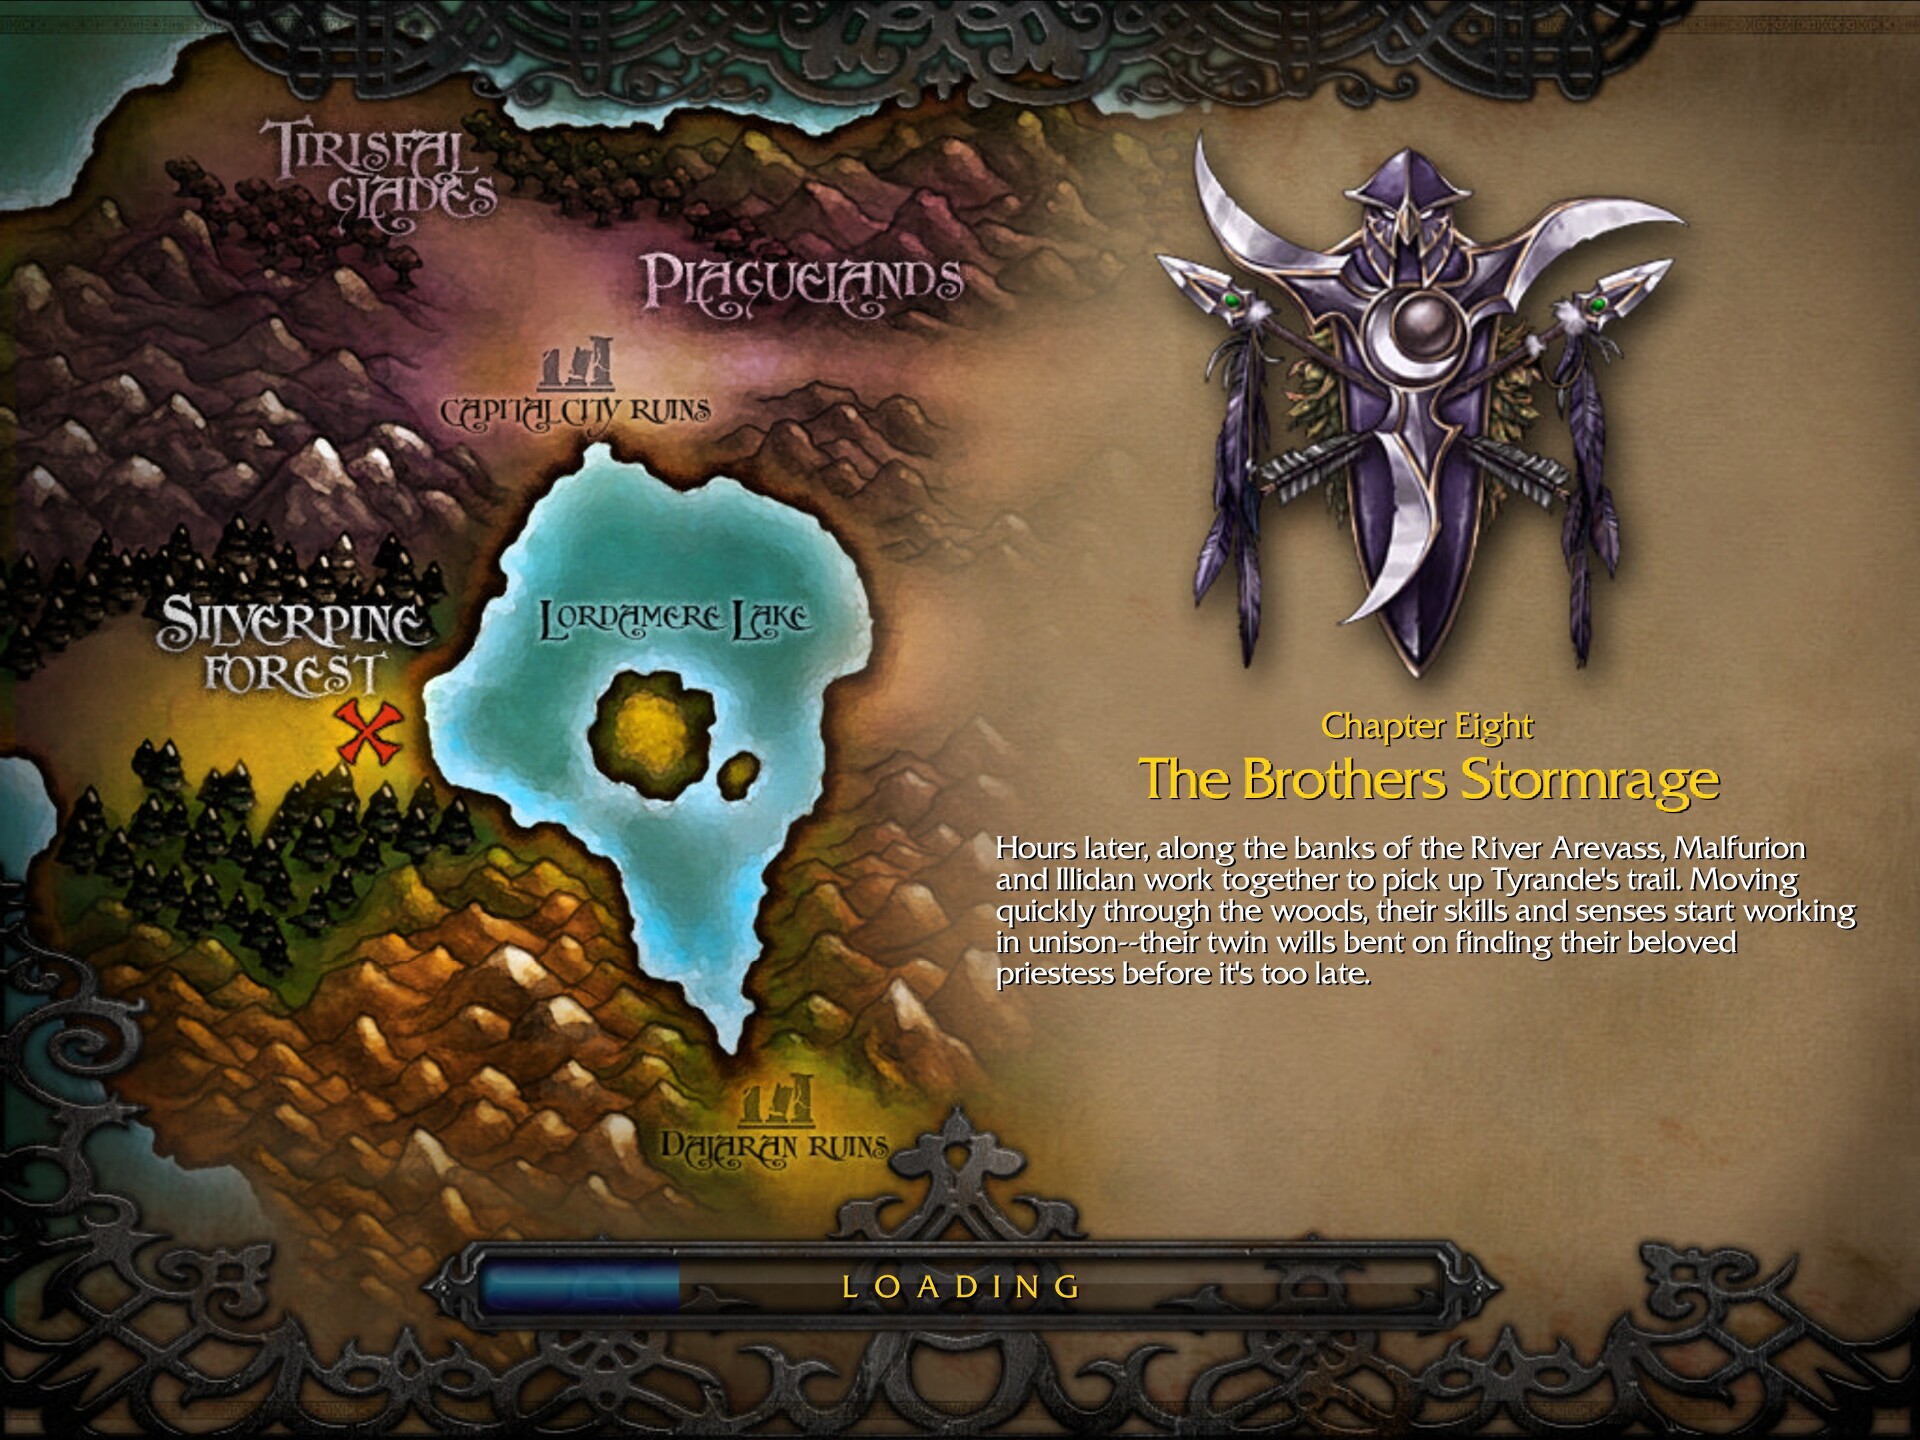 Tirisfal
Glades
Plaguelands
Capital City Ruins
Silverpine
Forest
Lordamere Lake
Dalaran Ruins
Chapter Eight
The Brothers Stormrage
Hours later, along the banks of the River Arevass, Malfurion
and Illidan work together to pick up Tyrande's trail. Moving
quickly through the woods, their skills and senses start working
in unison--their twin wills bent on finding their beloved
priestess before it's too late.
LOADING